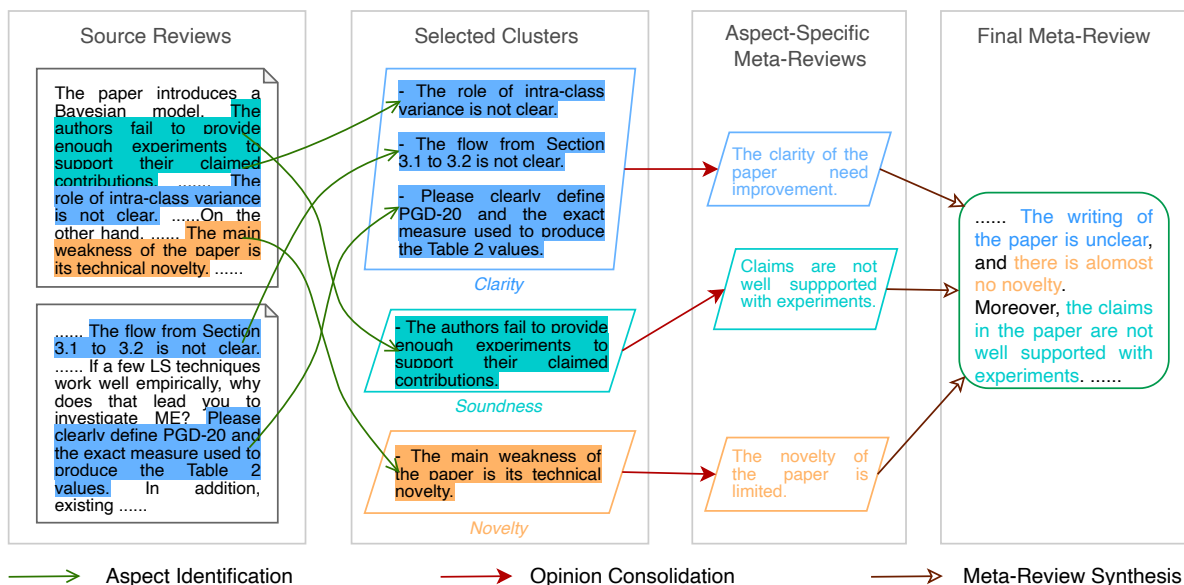 Source Reviews
The paper introduces a
Bayesian model. The
authors fail to provide
enough experiments to
support their claimed
contributions. ....... The
role of intra-class variance
is not clear. ......On the
other hand. ...... The main
weakness of the paper is
its technical novelty. ......
...... The flow from Section
3.1 to 3.2 is not clear.
...... If a few LS techniques
work well empirically, why
does that lead you to
investigate ME? Please
clearly define PGD-20 and
the exact measure used to
produce the Table 2
values. In addition,
existing ......
Selected Clusters
- The role of intra-class
variance is not clear.
- The flow from Section
3.1 to 3.2 is not clear.
- Please clearly define
PGD-20 and the exact
measure used to produce
the Table 2 values.
Clarity
- The authors fail to provide
enough experiments to
support their claimed
contributions.
Soundness
- The main weakness of
the paper is its technical
novelty.
Novelty
Aspect-Specific
Meta-Reviews
The clarity of the
paper need
improvement.
Claims are not
well suppported
with experiments.
The novelty of
the paper is
limited.
Final Meta-Review
...... The writing of
the paper is unclear,
and there is alomost
no novelty.
Moreover, the claims
in the paper are not
well supported with
experiments. ......
Aspect Identification
Opinion Consolidation
Meta-Review Synthesis